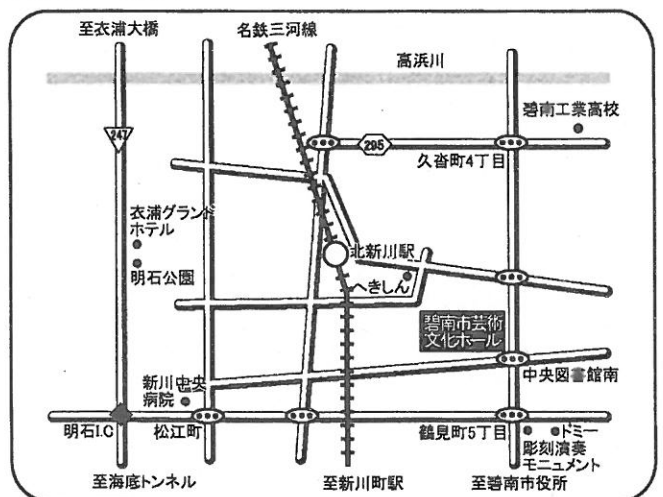 至衣浦大橋
名鉄三河線
高浜川
碧南工業高校
247
295
久沓町4丁目
衣浦グランド
ホテル
明石公園
北新川駅
へきしん
碧南市芸術
文化ホール
新川中央
病院
中央図書館南
明石I.C
松江町
鶴見町5丁目
ドミー
彫刻演奏
モニュメント
至海底トンネル
至新川町駅
至碧南市役所